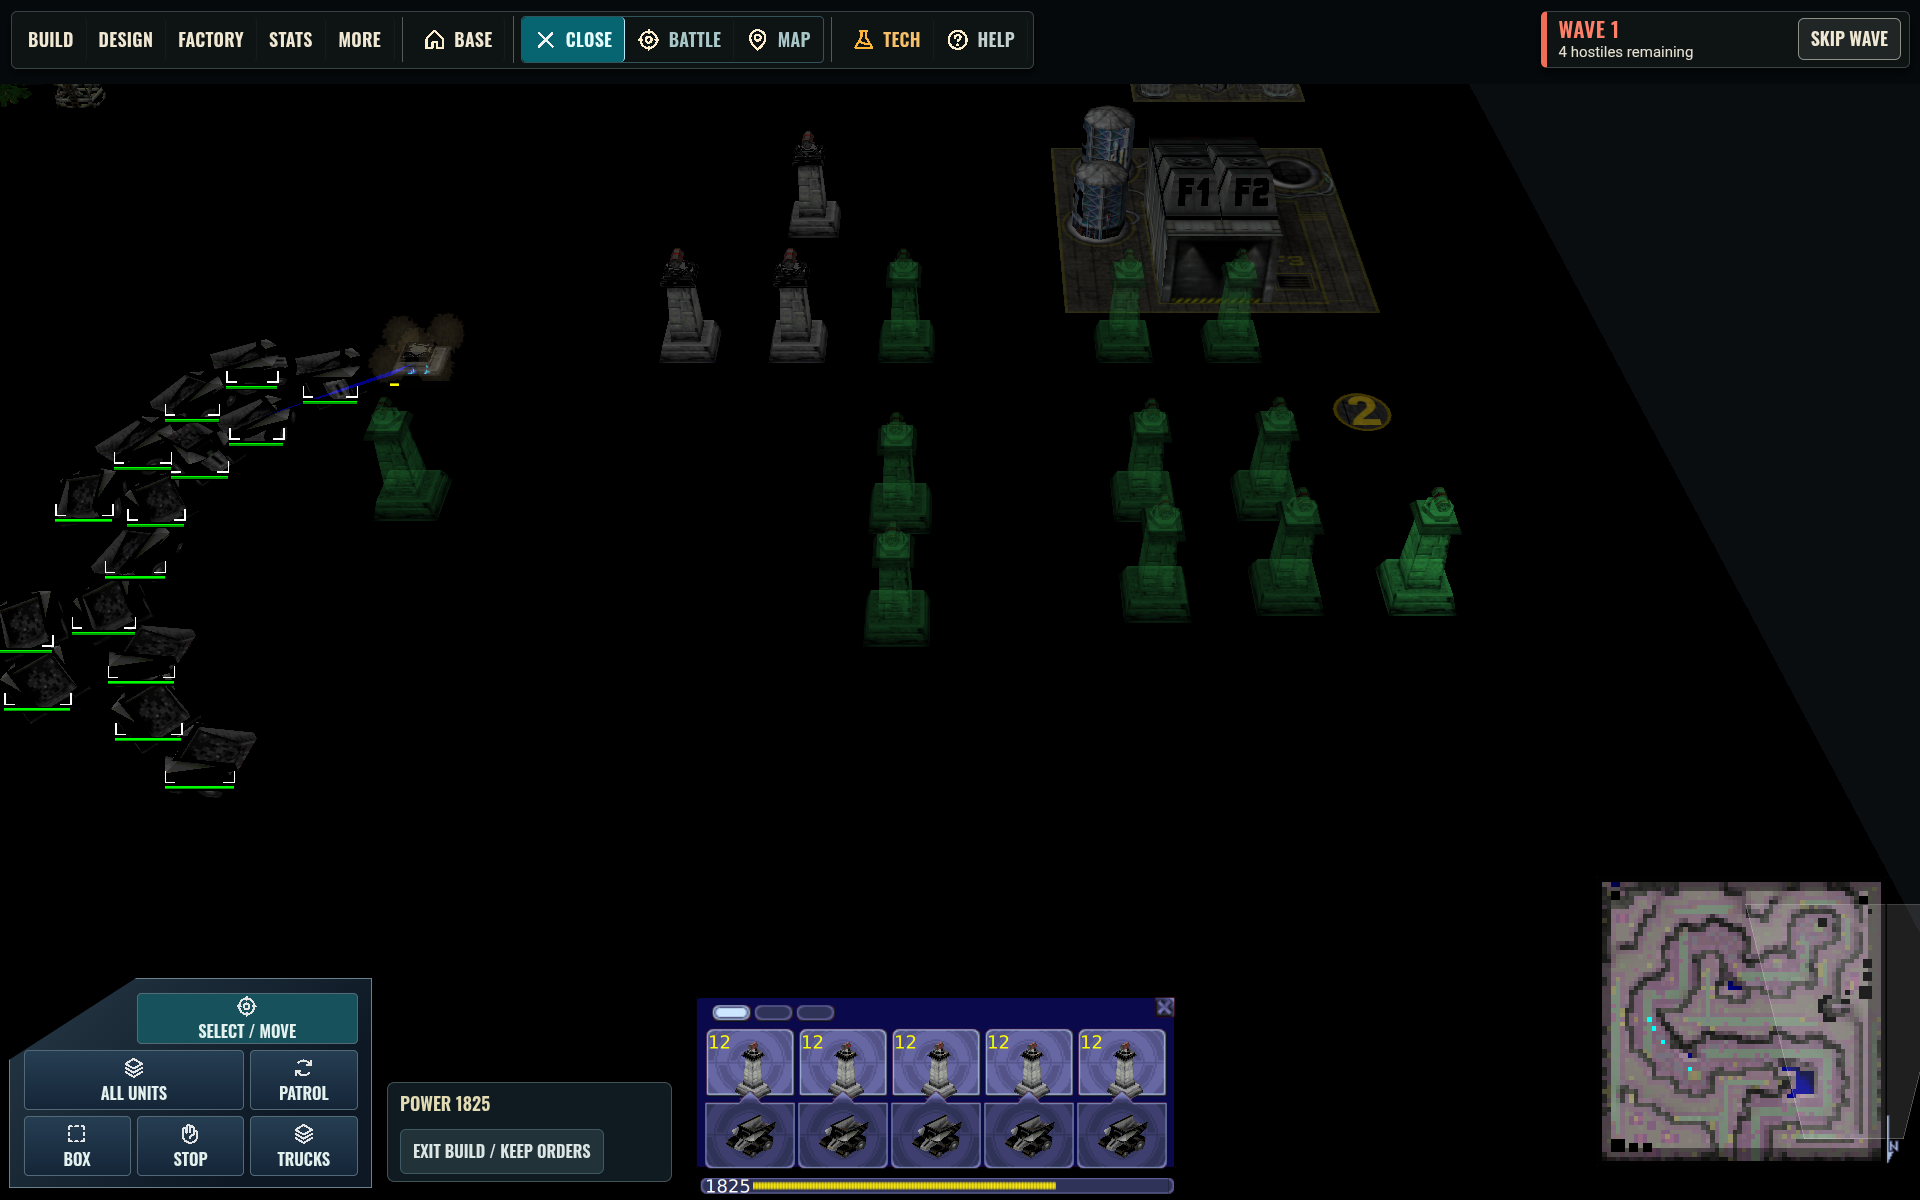 BUILD
DESIGN
FACTORY
STATS
MORE
BASE
CLOSE
BATTLE
MAP
TECH
HELP
WAVE 1
4 hostiles remaining
SKIP WAVE
F1
F2
F3
2
SELECT / MOVE
ALL UNITS
PATROL
BOX
STOP
TRUCKS
POWER 1825
EXIT BUILD / KEEP ORDERS
12
12
12
12
12
1825
N